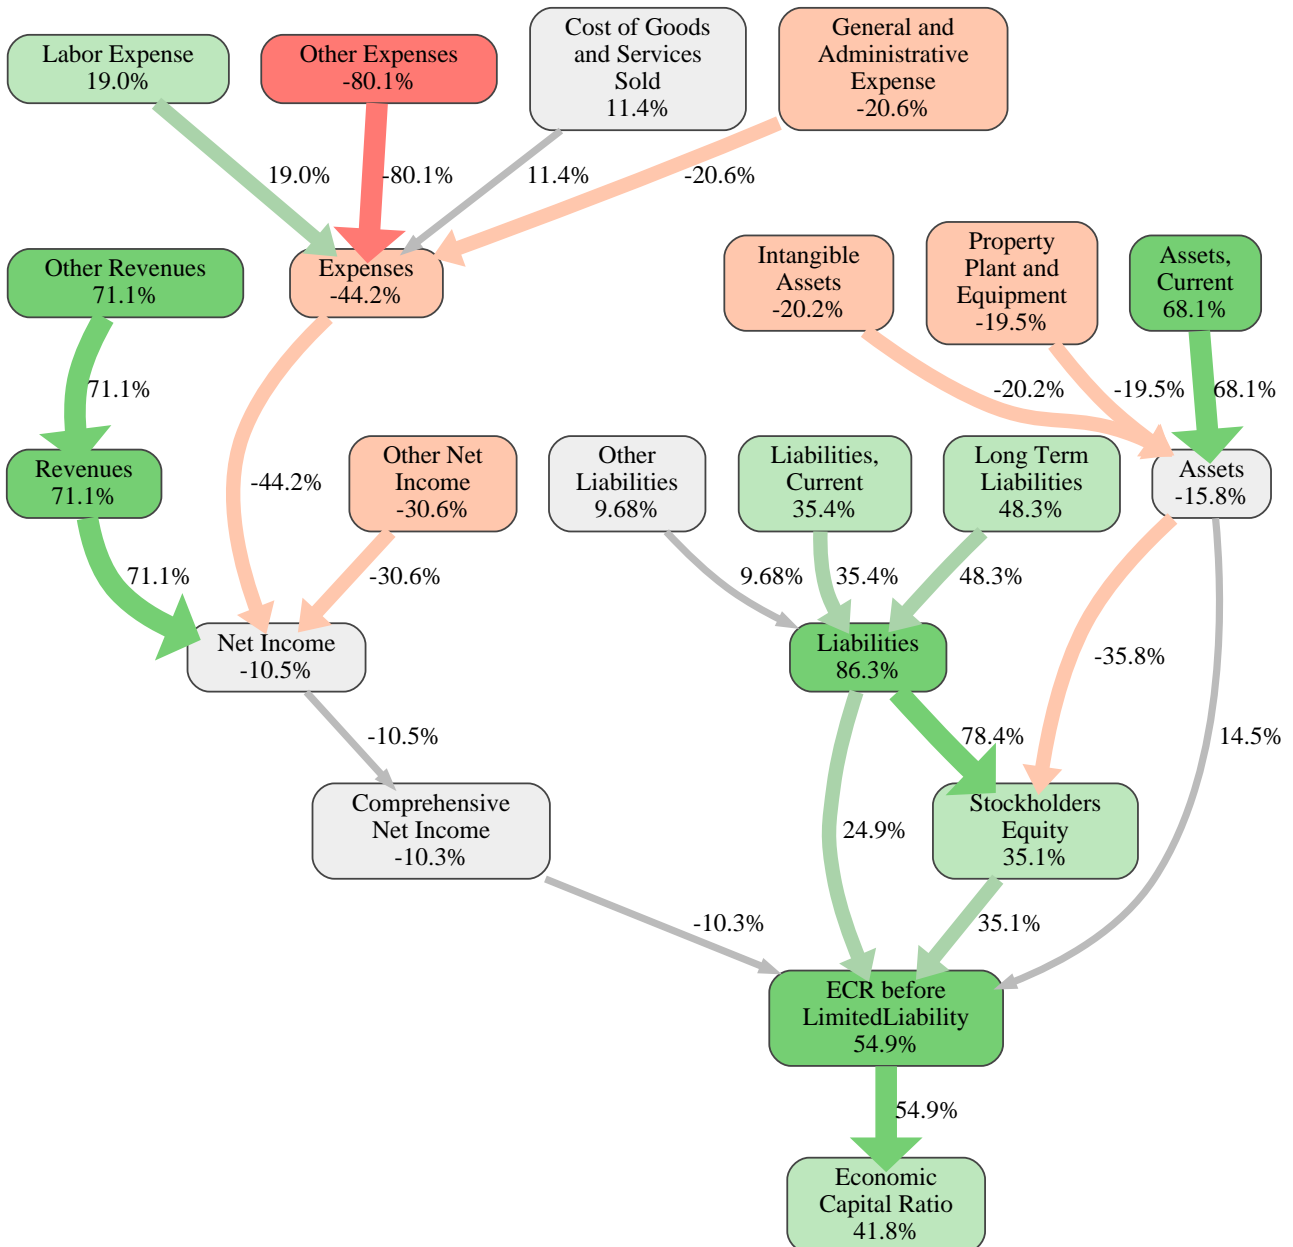 Labor Expense
19.0%
Other Expenses
-80.1%
Cost of Goods
and Services
Sold
11.4%
General and
Administrative
Expense
-20.6%
19.0%
-80.1%
11.4%
-20.6%
Other Revenues
71.1%
Expenses
-44.2%
Intangible
Assets
-20.2%
Property
Plant and
Equipment
-19.5%
Assets,
Current
68.1%
71.1%
-20.2%
-19.5%
68.1%
Revenues
71.1%
-44.2%
Other Net
Income
-30.6%
Other
Liabilities
9.68%
Liabilities,
Current
35.4%
Long Term
Liabilities
48.3%
Assets
-15.8%
71.1%
-30.6%
9.68%
35.4%
48.3%
Net Income
-10.5%
Liabilities
86.3%
-35.8%
-10.5%
78.4%
14.5%
Comprehensive
Net Income
-10.3%
24.9%
Stockholders
Equity
35.1%
-10.3%
35.1%
ECR before
LimitedLiability
54.9%
54.9%
Economic
Capital Ratio
41.8%